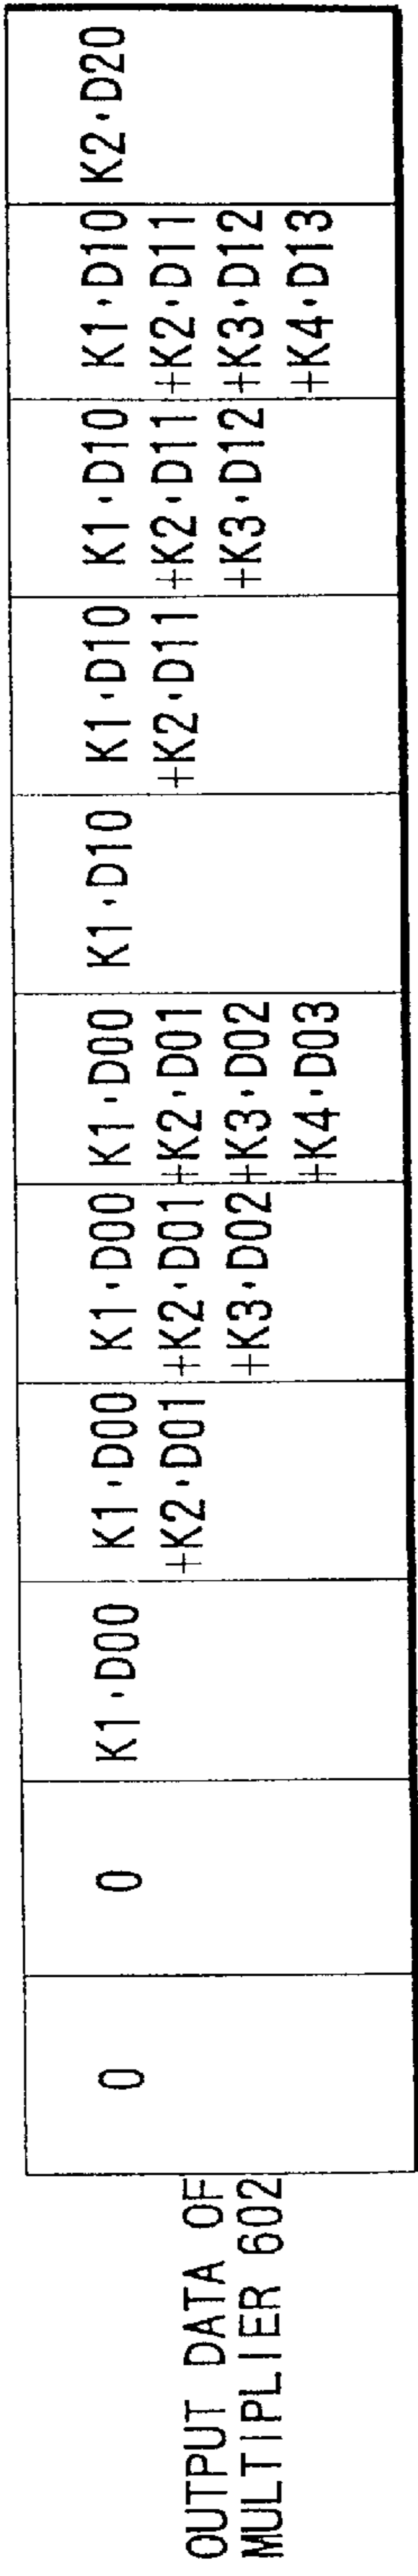 OUTPUT DATA OF
MULTIPLIER 602
0
0
K1·D00
K1·D00
+K2·D01
K1·D00
+K2·D01
+K3·D02
K1·D00
+K2·D01
+K3·D02
+K4·D03
K1·D10
K1·D10
+K2·D11
K1·D10
+K2·D11
+K3·D12
K1·D10
+K2·D11
+K3·D12
+K4·D13
K2·D20